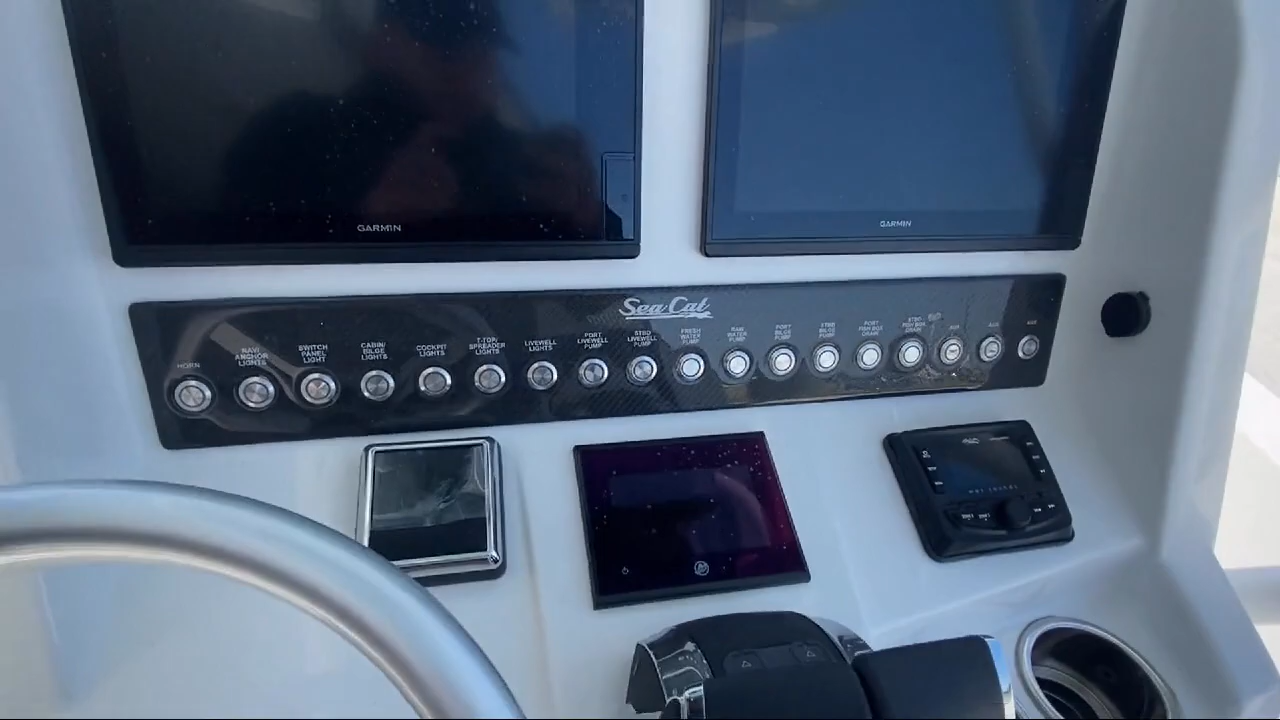 GARMIN
GARMIN
Sea Cat
HORN
NAV/
ANCHOR
LIGHTS
SWITCH
PANEL
LIGHT
CABIN/
BILGE
LIGHTS
COCKPIT
LIGHTS
T-TOP/
SPREADER
LIGHTS
LIVEWELL
LIGHTS
PORT
LIVEWELL
PUMP
STBD
LIVEWELL
PUMP
FRESH
WATER
PUMP
RAW
WATER
PUMP
PORT
BILGE
PUMP
STBD
BILGE
PUMP
PORT
FISH BOX
DRAIN
STBD
FISH BOX
DRAIN
AUX
AUX
AUX